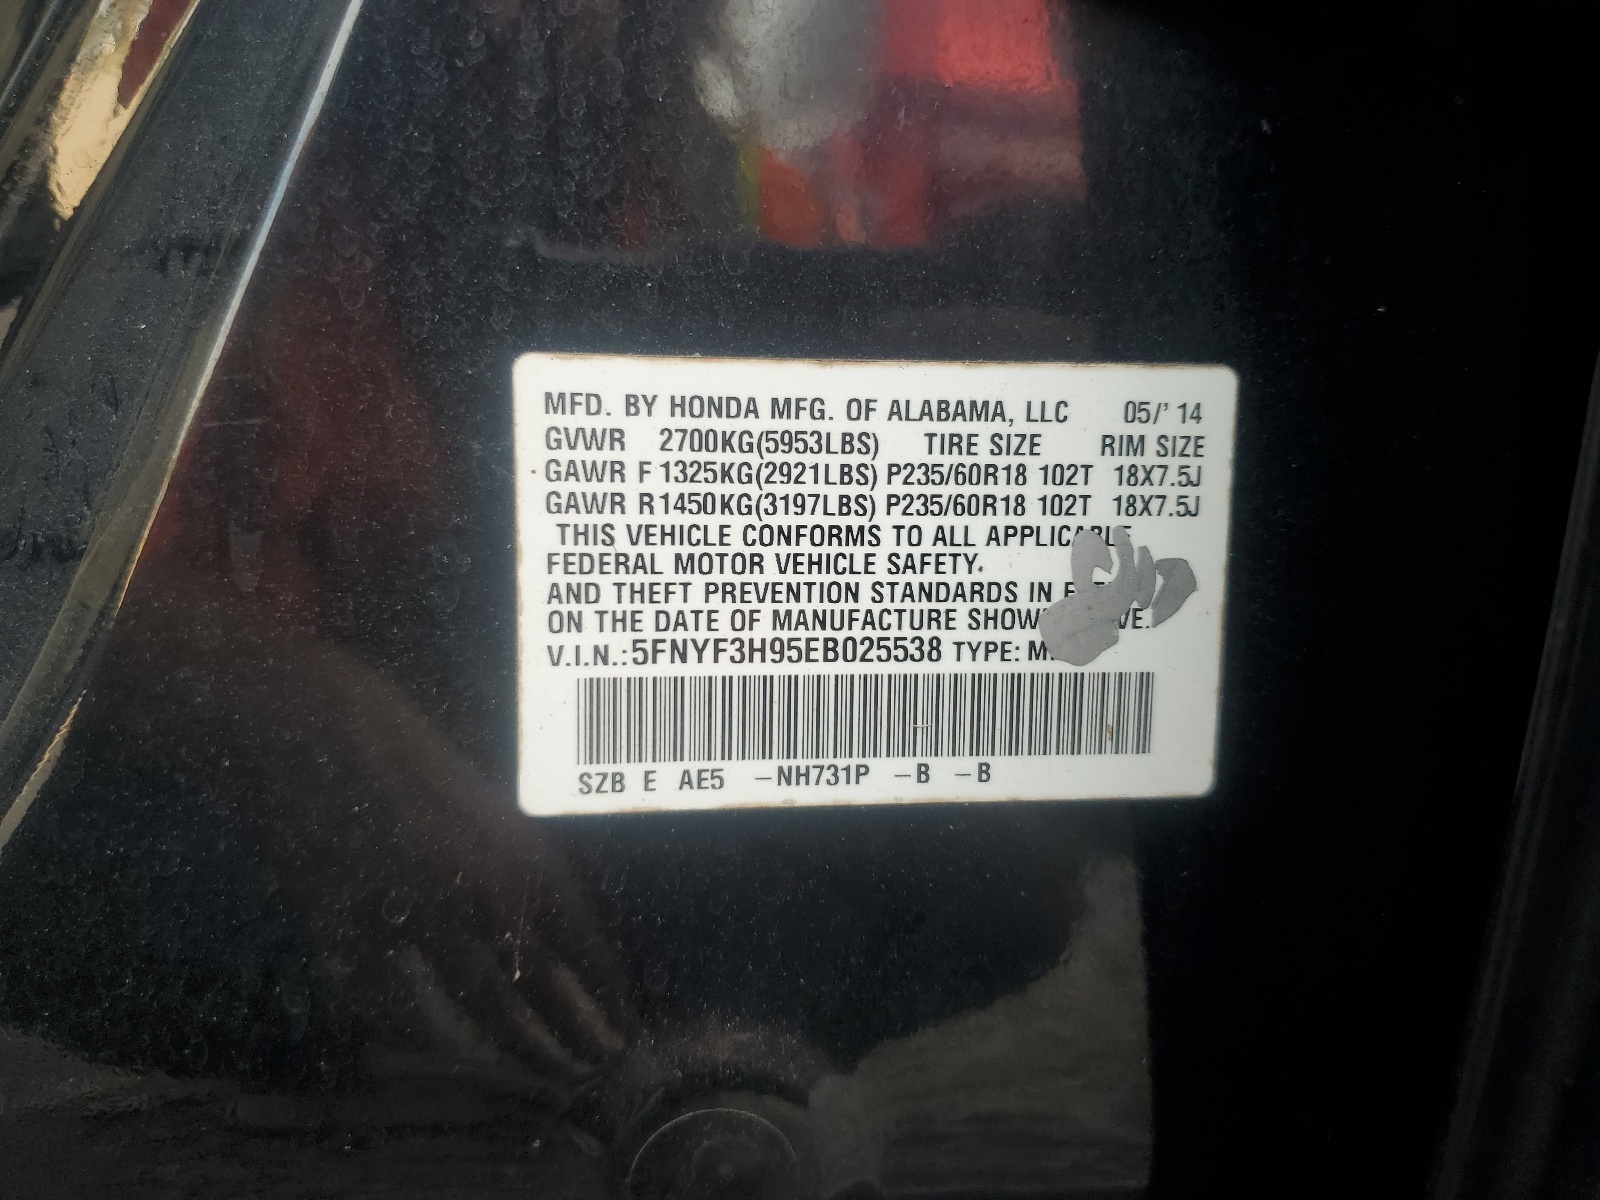 MFD. BY HONDA MFG. OF ALABAMA, LLC 05/'14
GVWR 2700KG(5953LBS) TIRE SIZE RIM SIZE
GAWR F 1325KG(2921LBS) P235/60R18 102T 18X7.5J
GAWR R 1450KG(3197LBS) P235/60R18 102T 18X7.5J
THIS VEHICLE CONFORMS TO ALL APPLICABLE
FEDERAL MOTOR VEHICLE SAFETY.
AND THEFT PREVENTION STANDARDS IN
ON THE DATE OF MANUFACTURE
V.I.N.:5FNYF3H95EB025538 TYPE:
SZB E AE5 –NH731P –B –B